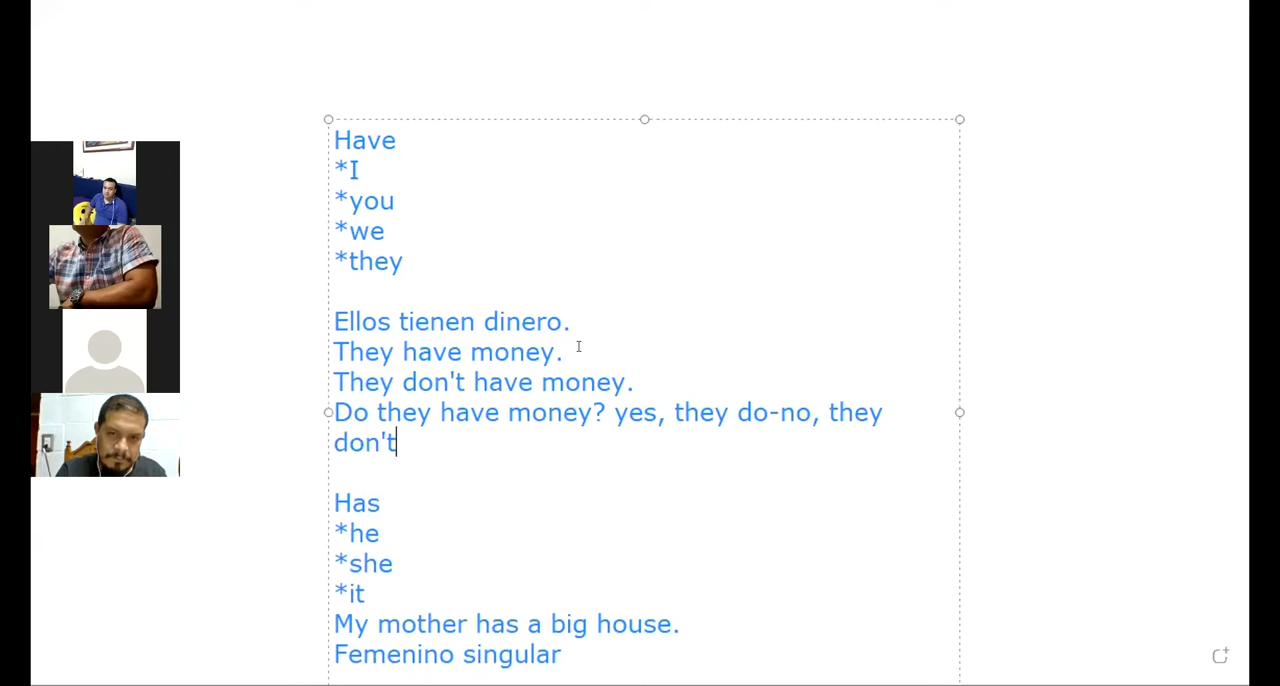 Have
*I
*you
*we
*they
Ellos tienen dinero.
They have money.
They don't have money.
Do they have money? yes, they do-no, they
don't
Has
*he
*she
*it
My mother has a big house.
Femenino singular